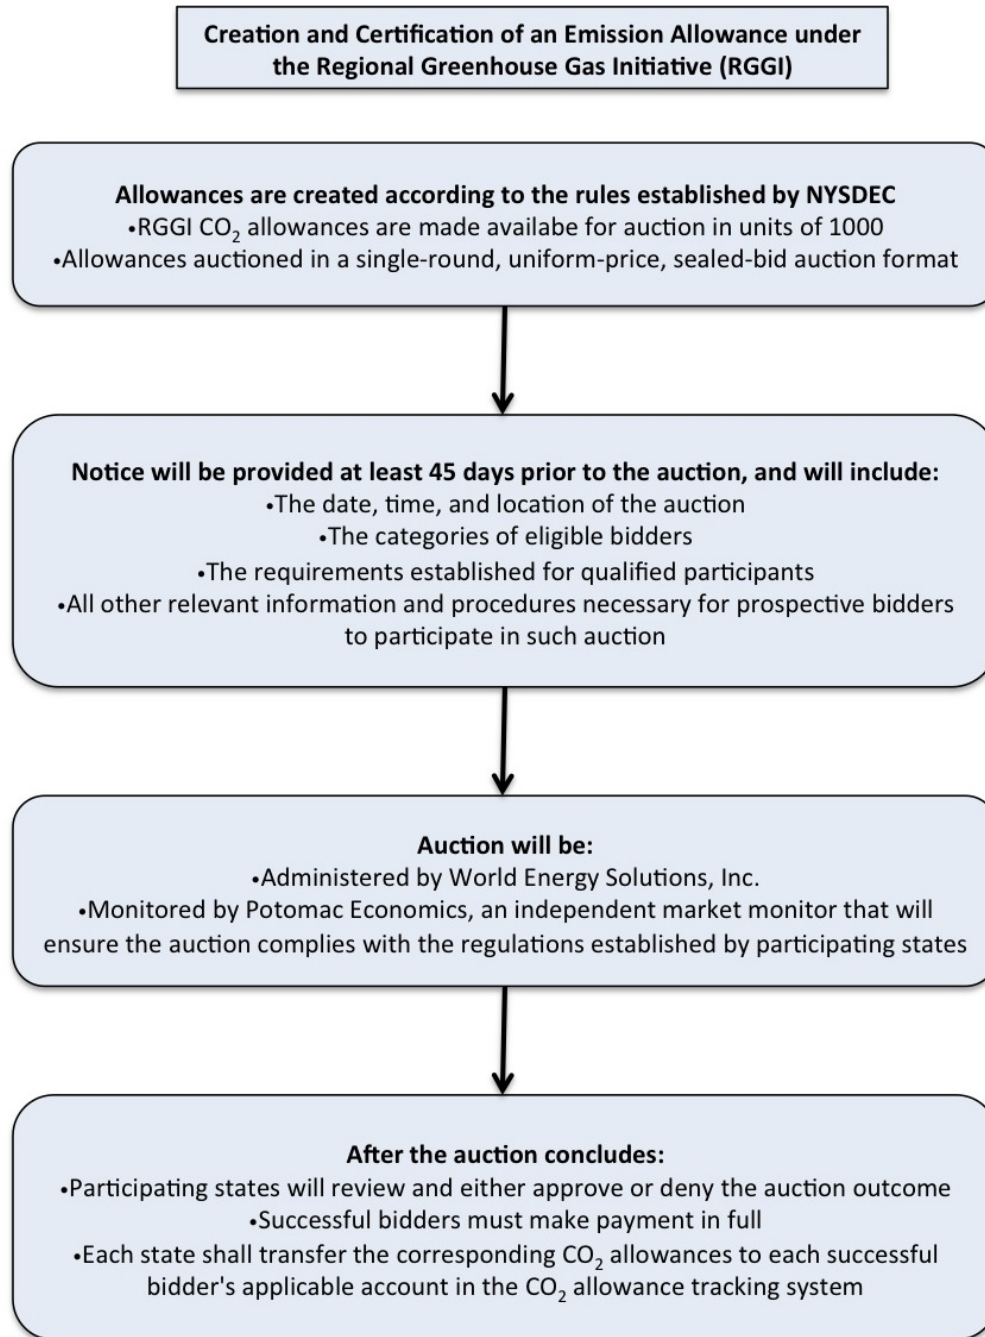 Creation and Certification of an Emission Allowance under
the Regional Greenhouse Gas Initiative (RGGI)
Allowances are created according to the rules established by NYSDEC
•RGGI CO₂ allowances are made availabe for auction in units of 1000
•Allowances auctioned in a single-round, uniform-price, sealed-bid auction format
Notice will be provided at least 45 days prior to the auction, and will include:
•The date, time, and location of the auction
•The categories of eligible bidders
•The requirements established for qualified participants
•All other relevant information and procedures necessary for prospective bidders
to participate in such auction
Auction will be:
•Administered by World Energy Solutions, Inc.
•Monitored by Potomac Economics, an independent market monitor that will
ensure the auction complies with the regulations established by participating states
After the auction concludes:
•Participating states will review and either approve or deny the auction outcome
•Successful bidders must make payment in full
•Each state shall transfer the corresponding CO₂ allowances to each successful
bidder's applicable account in the CO₂ allowance tracking system